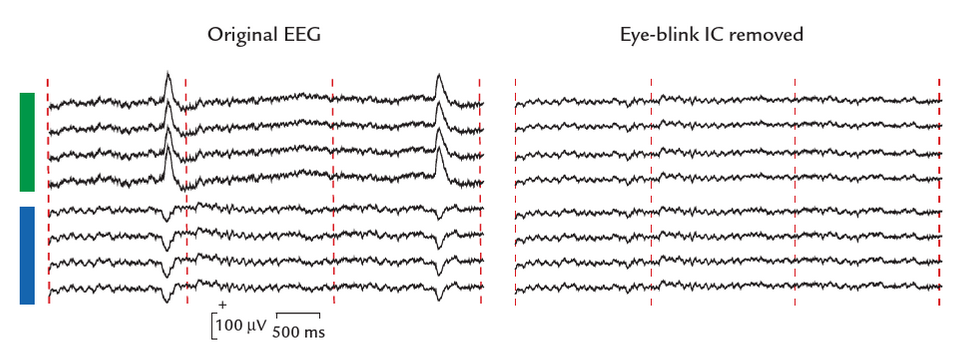 Original EEG
Eye-blink IC removed
+
100 µV
500 ms